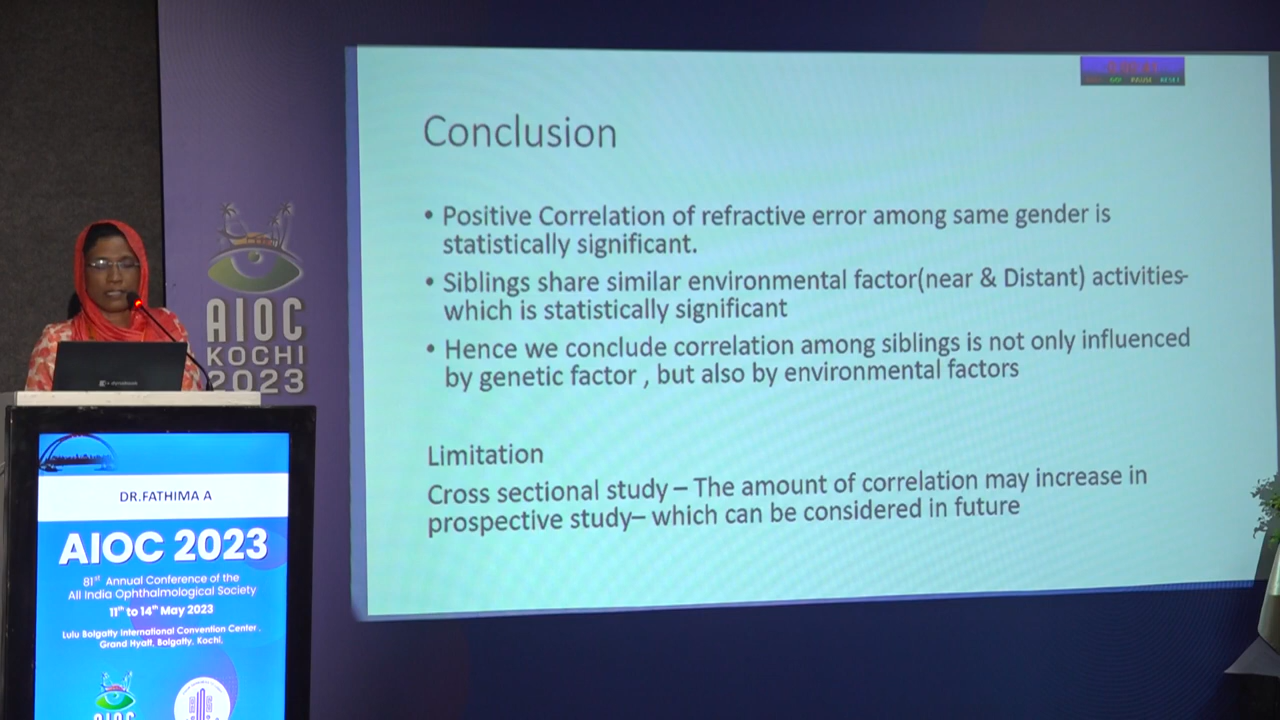 Conclusion
• Positive Correlation of refractive error among same gender is
statistically significant.
• Siblings share similar environmental factor(near & Distant) activities-
which is statistically significant
• Hence we conclude correlation among siblings is not only influenced
by genetic factor , but also by environmental factors
Limitation
Cross sectional study – The amount of correlation may increase in
prospective study– which can be considered in future
PAUSE RESET
AIOC
KOCHI
2023
DR.FATHIMA A
AIOC 2023
81st Annual Conference of the
All India Ophthalmological Society
11th to 14th May 2023
Lulu Bolgatty International Convention Center ,
Grand Hyatt, Bolgatty, Kochi.
AIOC